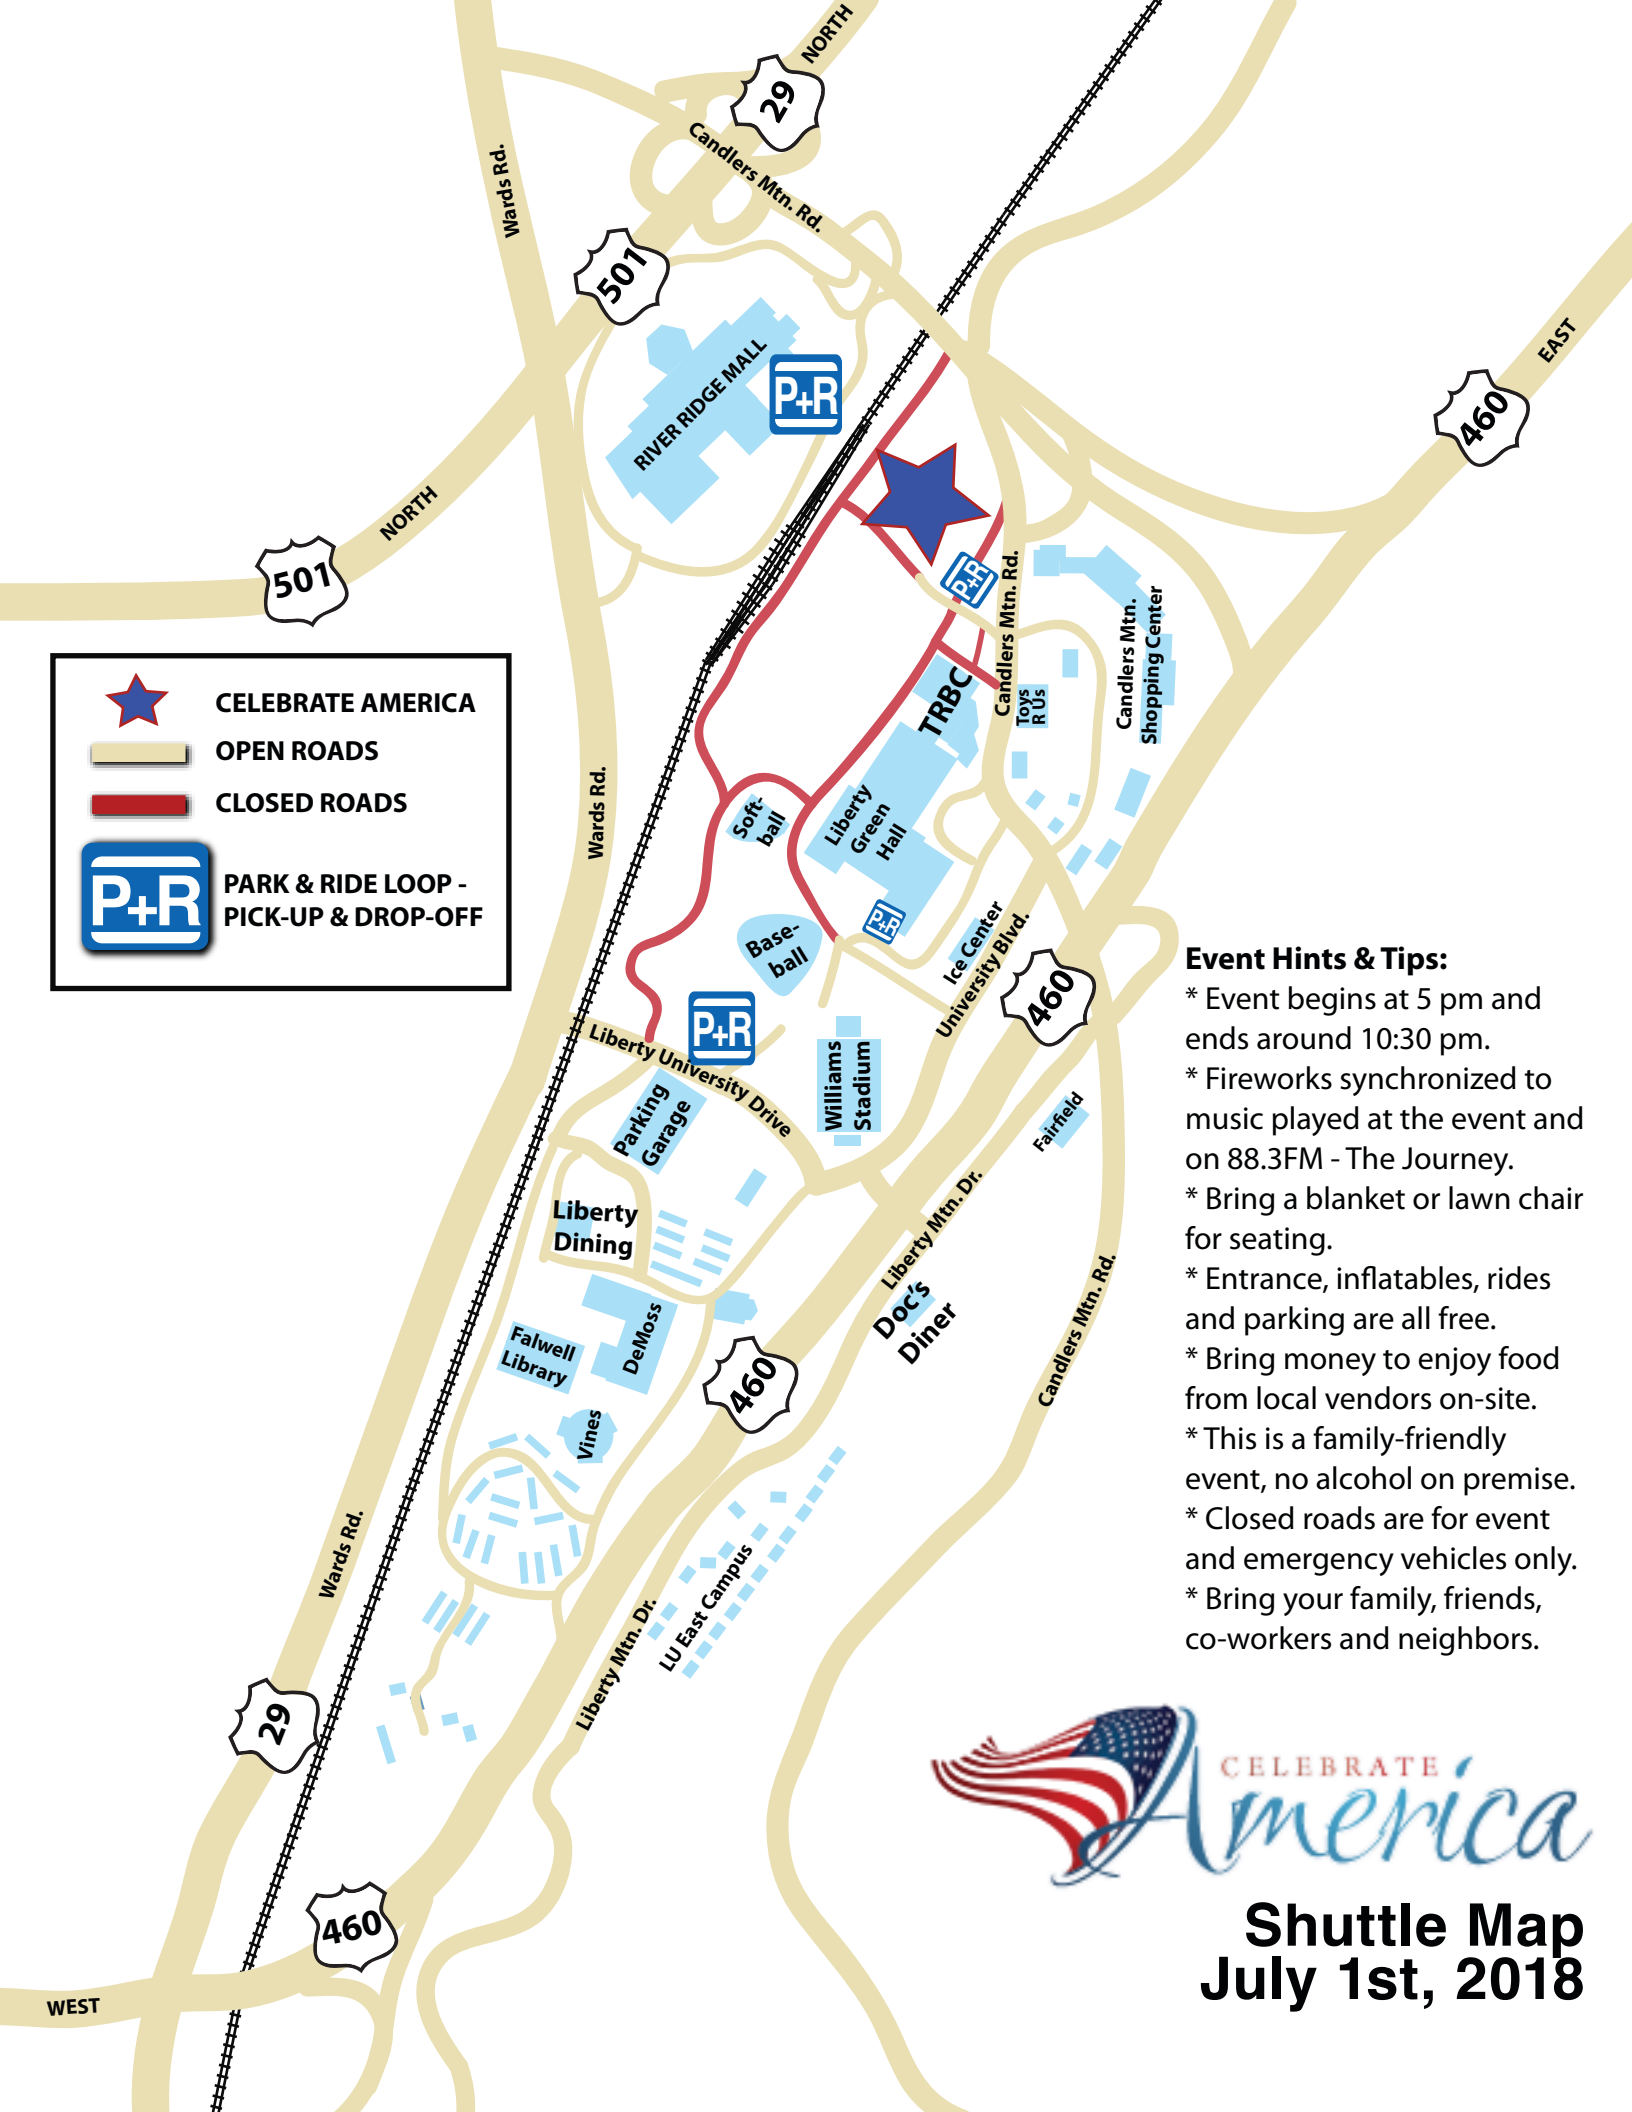 NORTH
29
Candlers Mtn. Rd.
Wards Rd.
501
EAST
460
RIVER RIDGE MALL
P+R
NORTH
501
P+R
Candlers Mtn. Rd.
Candlers Mtn.
Shopping Center
TRBC
Toys
R Us
CELEBRATE AMERICA
OPEN ROADS
CLOSED ROADS
P+R
PARK & RIDE LOOP -
PICK-UP & DROP-OFF
Wards Rd.
Soft-
ball
Liberty
Green
Hall
P+R
Base-
ball
Ice Center
University Blvd.
460
P+R
Liberty University Drive
Williams
Stadium
Parking
Garage
Fairfield
Liberty
Dining
Liberty Mtn. Dr.
Doc's
Diner
Candlers Mtn. Rd.
DeMoss
Falwell
Library
460
Vines
Wards Rd.
LU East Campus
Liberty Mtn. Dr.
29
460
WEST
Event Hints & Tips:
* Event begins at 5 pm and
ends around 10:30 pm.
* Fireworks synchronized to
music played at the event and
on 88.3FM - The Journey.
* Bring a blanket or lawn chair
for seating.
* Entrance, inflatables, rides
and parking are all free.
* Bring money to enjoy food
from local vendors on-site.
* This is a family-friendly
event, no alcohol on premise.
* Closed roads are for event
and emergency vehicles only.
* Bring your family, friends,
co-workers and neighbors.
CELEBRATE
America
Shuttle Map
July 1st, 2018